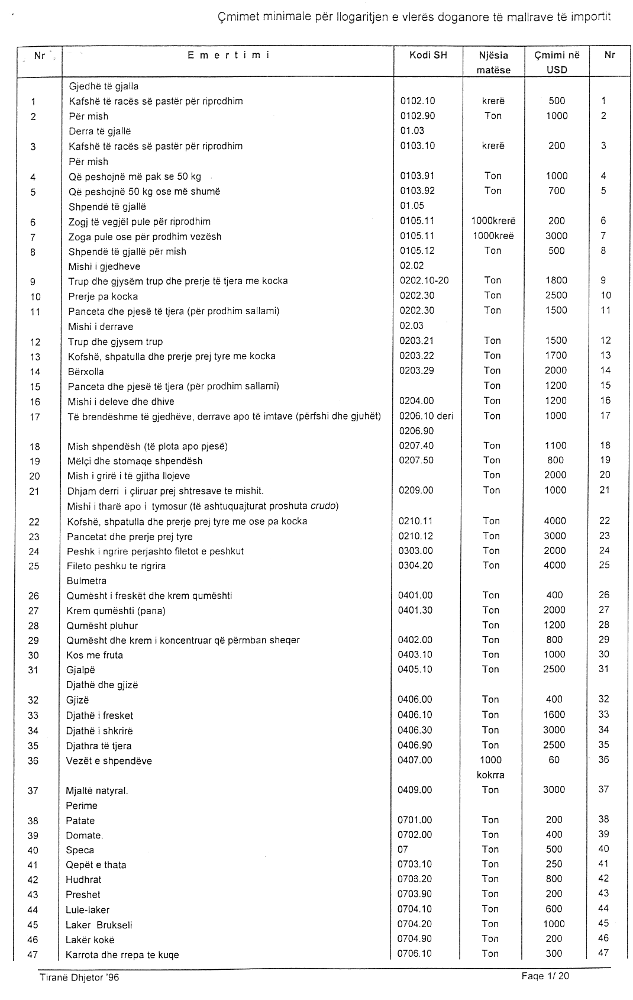 Çmimet minimale për llogaritjen e vlerës doganore të mallrave të importit
Nr E m e r t i m i Kodi SH Njësia matëse Çmimi në USD Nr
Gjedhë të gjalla
1 Kafshë të racës së pastër për riprodhim 0102.10 krerë 500 1
2 Për mish 0102.90 Ton 1000 2
Derra të gjallë 01.03
3 Kafshë të racës së pastër për riprodhim 0103.10 krerë 200 3
Për mish
4 Që peshojnë më pak se 50 kg 0103.91 Ton 1000 4
5 Që peshojnë 50 kg ose më shumë 0103.92 Ton 700 5
Shpendë të gjallë 01.05
6 Zogj të vegjël pule për riprodhim 0105.11 1000krerë 200 6
7 Zoga pule ose për prodhim vezësh 0105.11 1000kreë 3000 7
8 Shpendë të gjallë për mish 0105.12 Ton 500 8
Mishi i gjedheve 02.02
9 Trup dhe gjysëm trup dhe prerje të tjera me kocka 0202.10-20 Ton 1800 9
10 Prerje pa kocka 0202.30 Ton 2500 10
11 Panceta dhe pjesë të tjera (për prodhim sallami) 0202.30 Ton 1500 11
Mishi i derrave 02.03
12 Trup dhe gjysem trup 0203.21 Ton 1500 12
13 Kofshë, shpatulla dhe prerje prej tyre me kocka 0203.22 Ton 1700 13
14 Bërxolla 0203.29 Ton 2000 14
15 Panceta dhe pjesë të tjera (për prodhim sallami) Ton 1200 15
16 Mishi i deleve dhe dhive 0204.00 Ton 1200 16
17 Të brendëshme të gjedhëve, derrave apo të imtave (përfshi dhe gjuhët) 0206.10 deri Ton 1000 17
0206.90
18 Mish shpendësh (të plota apo pjesë) 0207.40 Ton 1100 18
19 Mëlçi dhe stomaqe shpendësh 0207.50 Ton 800 19
20 Mish i grirë i të gjitha llojeve Ton 2000 20
21 Dhjam derri i çliruar prej shtresave te mishit. 0209.00 Ton 1000 21
Mishi i tharë apo i tymosur (të ashtuquajturat proshuta crudo)
22 Kofshë, shpatulla dhe prerje prej tyre me ose pa kocka 0210.11 Ton 4000 22
23 Pancetat dhe prerje prej tyre 0210.12 Ton 3000 23
24 Peshk i ngrire perjashto filetot e peshkut 0303.00 Ton 2000 24
25 Fileto peshku te ngrira 0304.20 Ton 4000 25
Bulmetra
26 Qumësht i freskët dhe krem qumështi 0401.00 Ton 400 26
27 Krem qumështi (pana) 0401.30 Ton 2000 27
28 Qumësht pluhur Ton 1200 28
29 Qumësht dhe krem i koncentruar që përmban sheqer 0402.00 Ton 800 29
30 Kos me fruta 0403.10 Ton 1000 30
31 Gjalpë 0405.10 Ton 2500 31
Djathë dhe gjizë
32 Gjizë 0406.00 Ton 400 32
33 Djathë i fresket 0406.10 Ton 1600 33
34 Djathë i shkrirë 0406.30 Ton 3000 34
35 Djathra të tjera 0406.90 Ton 2500 35
36 Vezët e shpendëve 0407.00 1000 60 36
kokrra
37 Mjaltë natyral. 0409.00 Ton 3000 37
Perime
38 Patate 0701.00 Ton 200 38
39 Domate. 0702.00 Ton 400 39
40 Speca 07 Ton 500 40
41 Qepët e thata 0703.10 Ton 250 41
42 Hudhrat 0703.20 Ton 800 42
43 Preshet 0703.90 Ton 200 43
44 Lule-laker 0704.10 Ton 600 44
45 Laker Brukseli 0704.20 Ton 1000 45
46 Lakër kokë 0704.90 Ton 200 46
47 Karrota dhe rrepa te kuqe 0706.10 Ton 300 47
Tiranë Dhjetor '96 Faqe 1/ 20